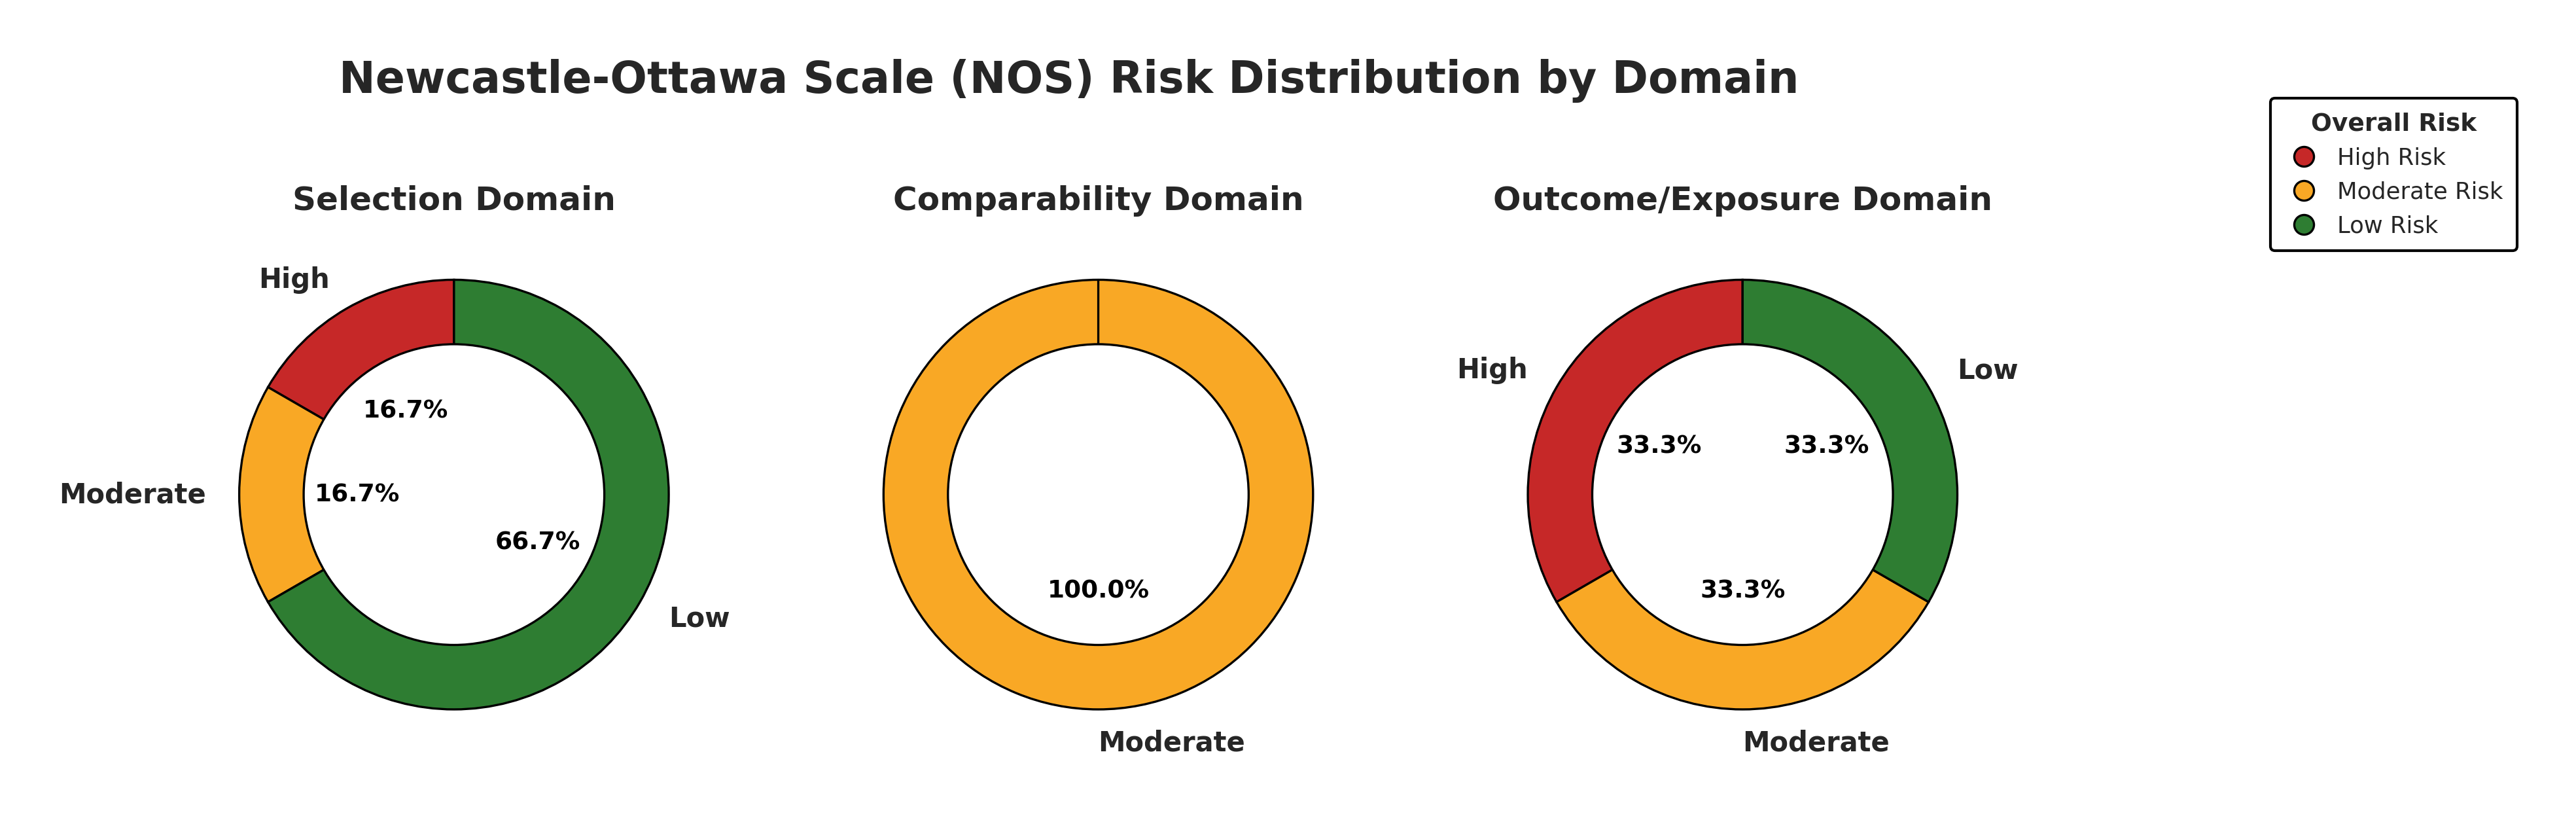 Newcastle-Ottawa Scale (NOS) Risk Distribution by Domain
Overall Risk
High Risk
Moderate Risk
Low Risk
Selection Domain
High
16.7%
Moderate
16.7%
66.7%
Low
Comparability Domain
100.0%
Moderate
Outcome/Exposure Domain
High
Low
33.3%
33.3%
33.3%
Moderate